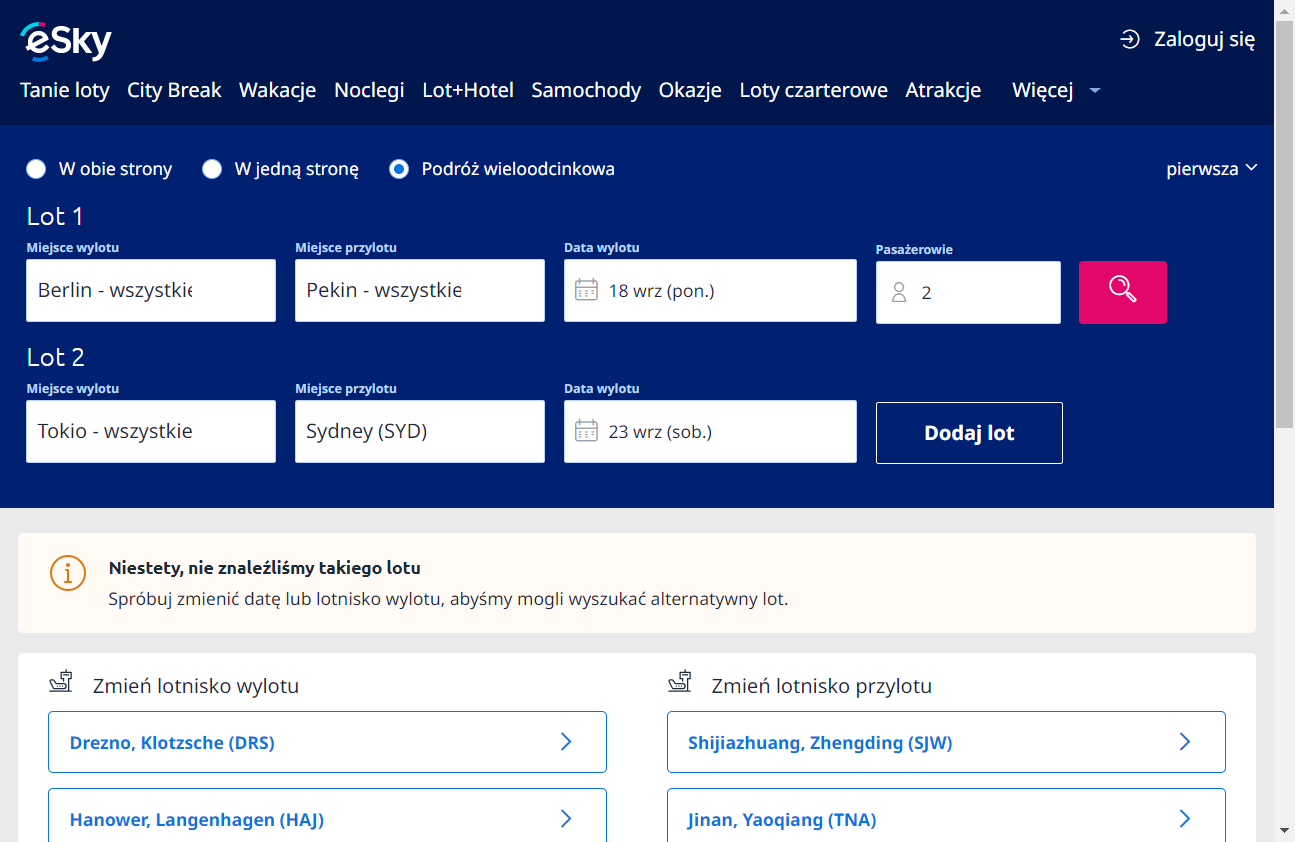 eSky
Zaloguj się
Tanie loty City Break Wakacje Noclegi Lot+Hotel Samochody Okazje Loty czarterowe Atrakcje Więcej
W obie strony W jedną stronę Podróż wieloodcinkowa pierwsza
Lot 1
Miejsce wylotu Miejsce przylotu Data wylotu Pasażerowie
Berlin - wszystkie Pekin - wszystkie 18 wrz (pon.) 2
Lot 2
Miejsce wylotu Miejsce przylotu Data wylotu
Tokio - wszystkie Sydney (SYD) 23 wrz (sob.) Dodaj lot
Niestety, nie znaleźliśmy takiego lotu
Spróbuj zmienić datę lub lotnisko wylotu, abyśmy mogli wyszukać alternatywny lot.
Zmień lotnisko wylotu Zmień lotnisko przylotu
Drezno, Klotzsche (DRS) Shijiazhuang, Zhengding (SJW)
Hanower, Langenhagen (HAJ) Jinan, Yaoqiang (TNA)